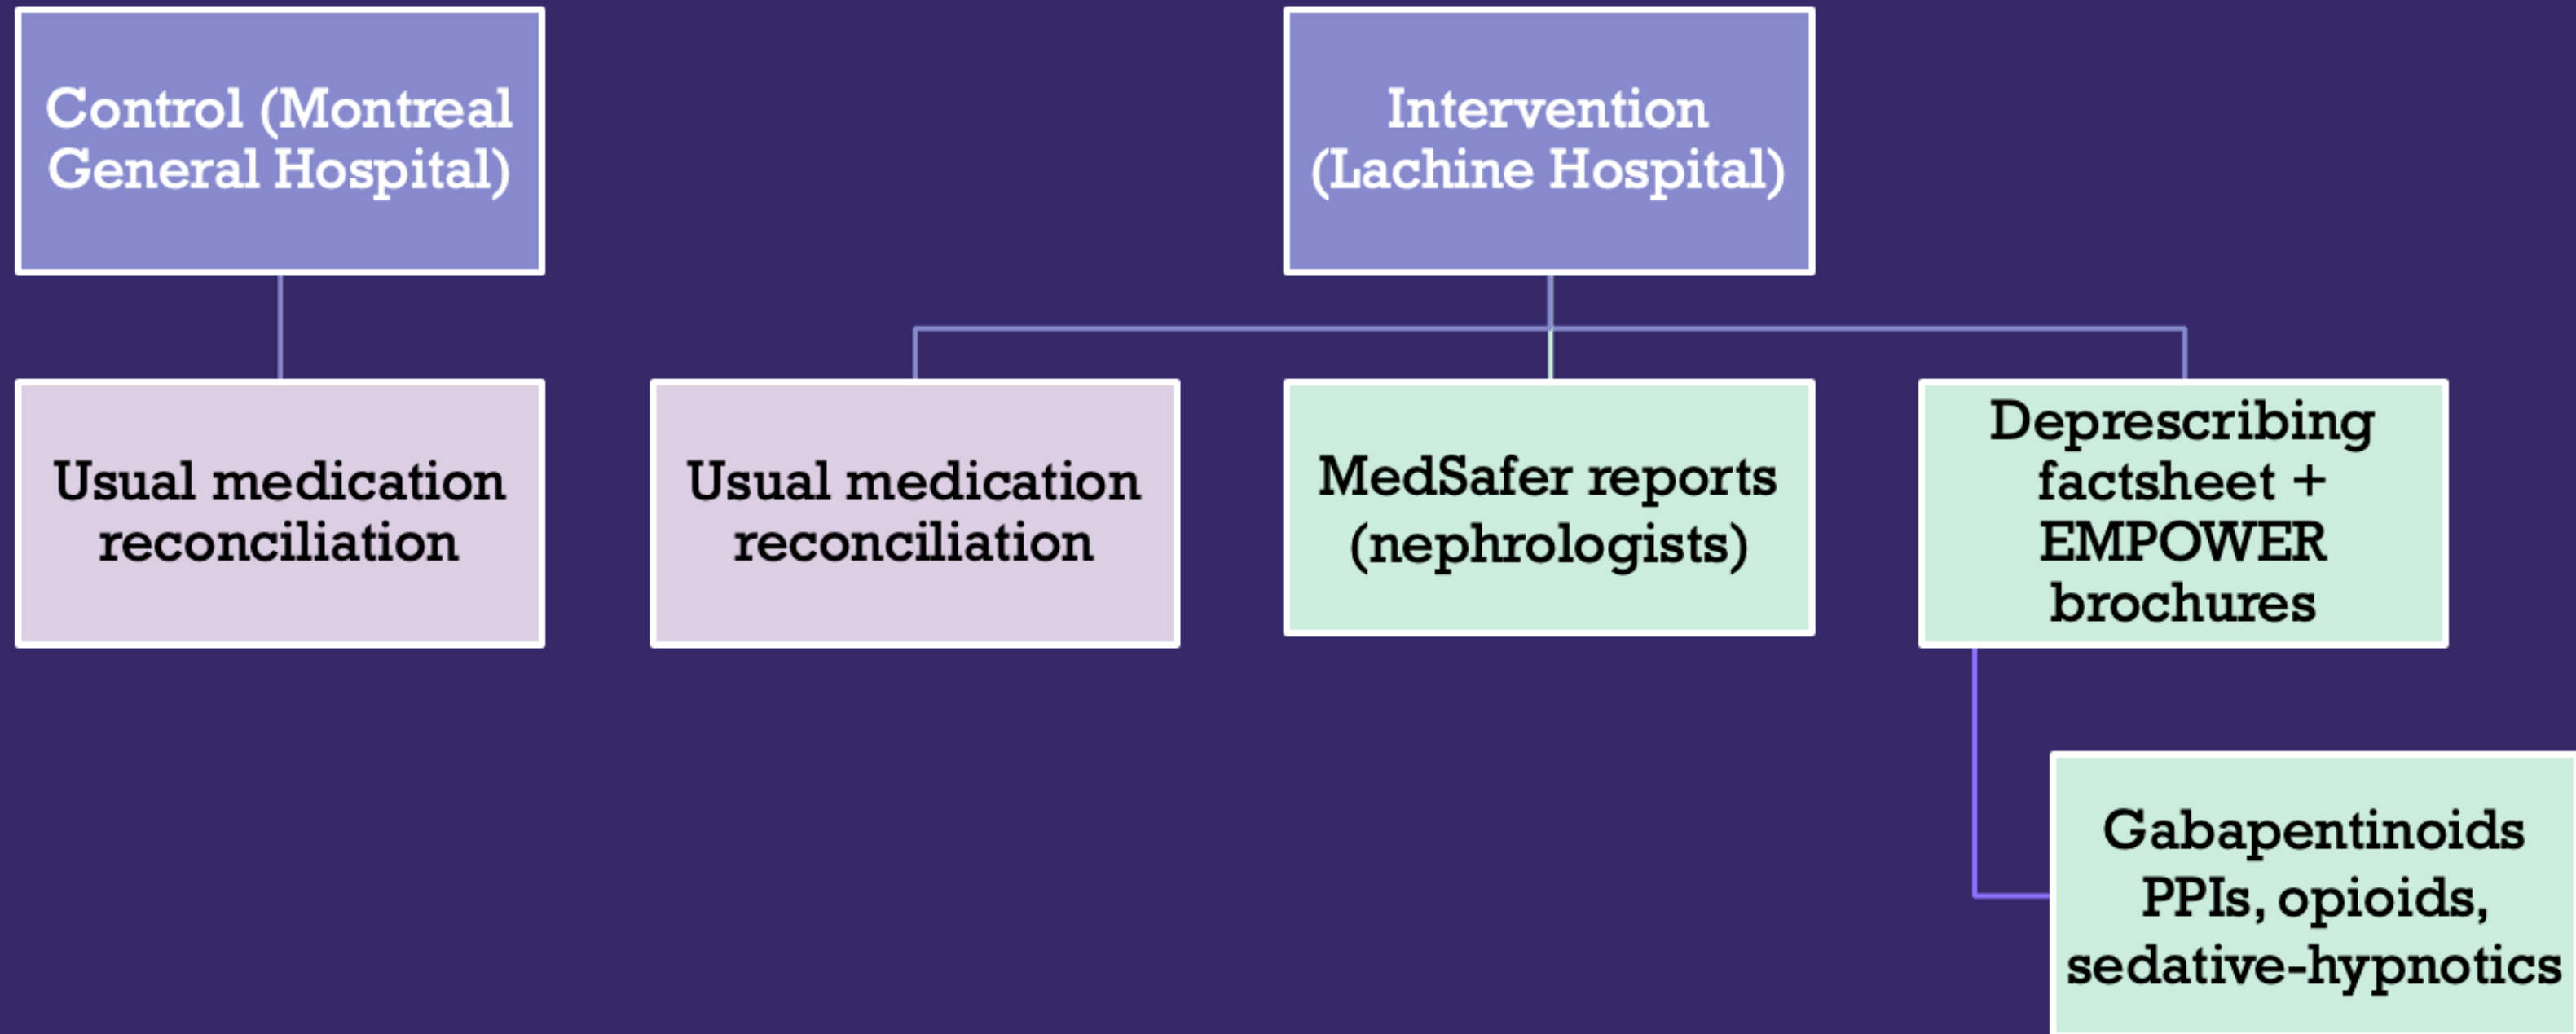 Control (Montreal
General Hospital)
Intervention
(Lachine Hospital)
Usual medication
reconciliation
Usual medication
reconciliation
MedSafer reports
(nephrologists)
Deprescribing
factsheet +
EMPOWER
brochures
Gabapentinoids
PPIs, opioids,
sedative-hypnotics